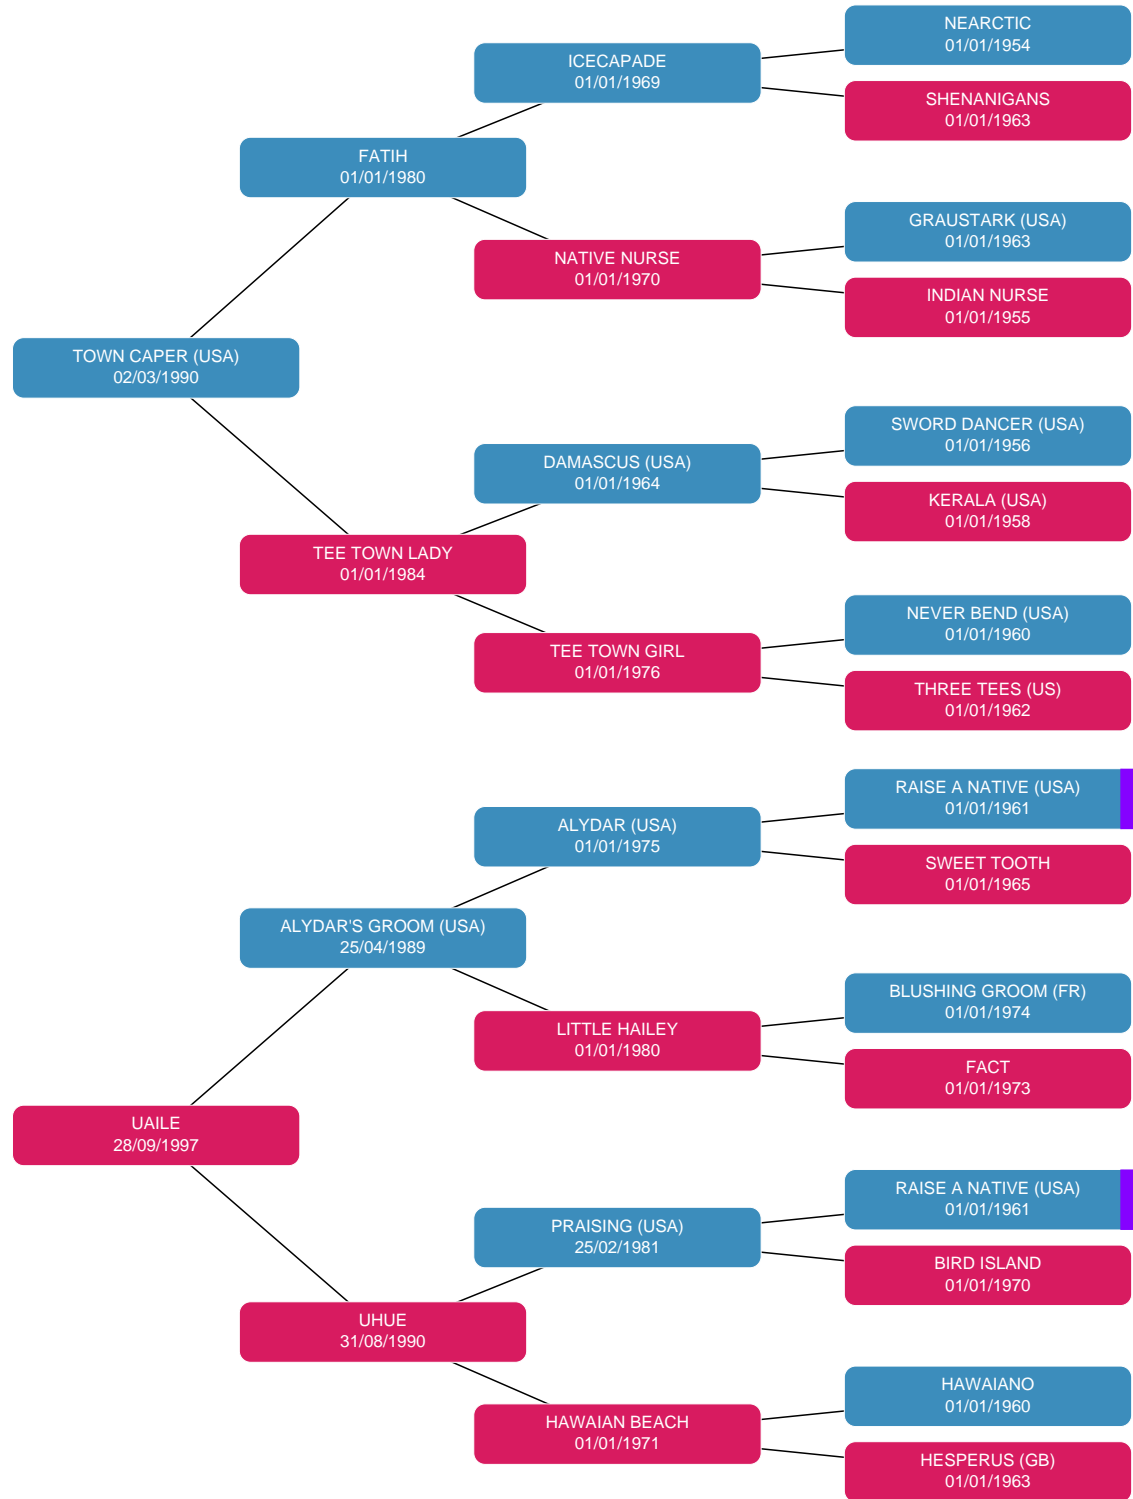 NEARCTIC
01/01/1954
ICECAPADE
01/01/1969
SHENANIGANS
01/01/1963
FATIH
01/01/1980
GRAUSTARK (USA)
01/01/1963
NATIVE NURSE
01/01/1970
INDIAN NURSE
01/01/1955
TOWN CAPER (USA)
02/03/1990
SWORD DANCER (USA)
01/01/1956
DAMASCUS (USA)
01/01/1964
KERALA (USA)
01/01/1958
TEE TOWN LADY
01/01/1984
NEVER BEND (USA)
01/01/1960
TEE TOWN GIRL
01/01/1976
THREE TEES (US)
01/01/1962
RAISE A NATIVE (USA)
01/01/1961
ALYDAR (USA)
01/01/1975
SWEET TOOTH
01/01/1965
ALYDAR'S GROOM (USA)
25/04/1989
BLUSHING GROOM (FR)
01/01/1974
LITTLE HAILEY
01/01/1980
FACT
01/01/1973
UAILE
28/09/1997
RAISE A NATIVE (USA)
01/01/1961
PRAISING (USA)
25/02/1981
BIRD ISLAND
01/01/1970
UHUE
31/08/1990
HAWAIANO
01/01/1960
HAWAIAN BEACH
01/01/1971
HESPERUS (GB)
01/01/1963